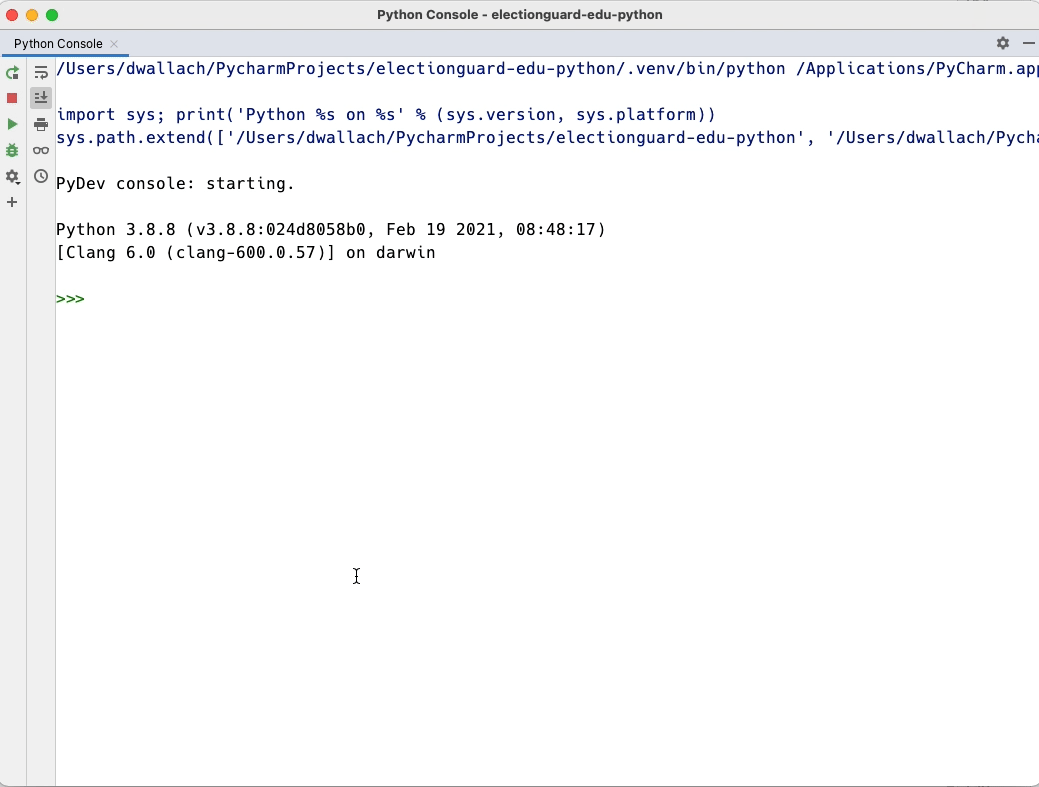 Python Console - electionguard-edu-python
Python Console
/Users/dwallach/PycharmProjects/electionguard-edu-python/.venv/bin/python /Applications/PyCharm.app
import sys; print('Python %s on %s' % (sys.version, sys.platform))
sys.path.extend(['/Users/dwallach/PycharmProjects/electionguard-edu-python', '/Users/dwallach/Pycha
PyDev console: starting.
Python 3.8.8 (v3.8.8:024d8058b0, Feb 19 2021, 08:48:17)
[Clang 6.0 (clang-600.0.57)] on darwin
>>>